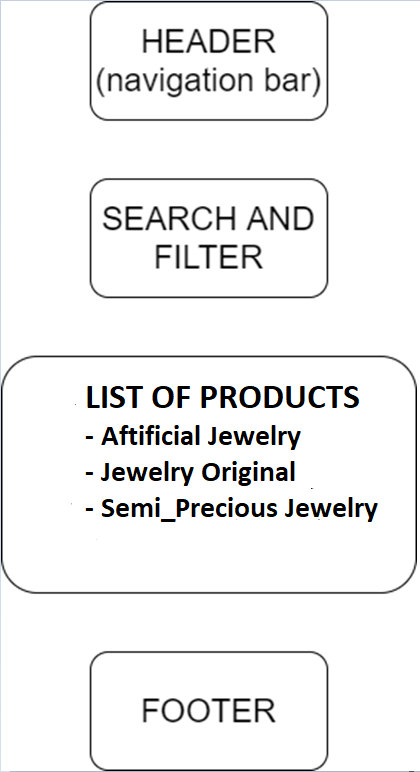 HEADER
(navigation bar)
SEARCH AND
FILTER
LIST OF PRODUCTS
- Aftificial Jewelry
- Jewelry Original
- Semi_Precious Jewelry
FOOTER